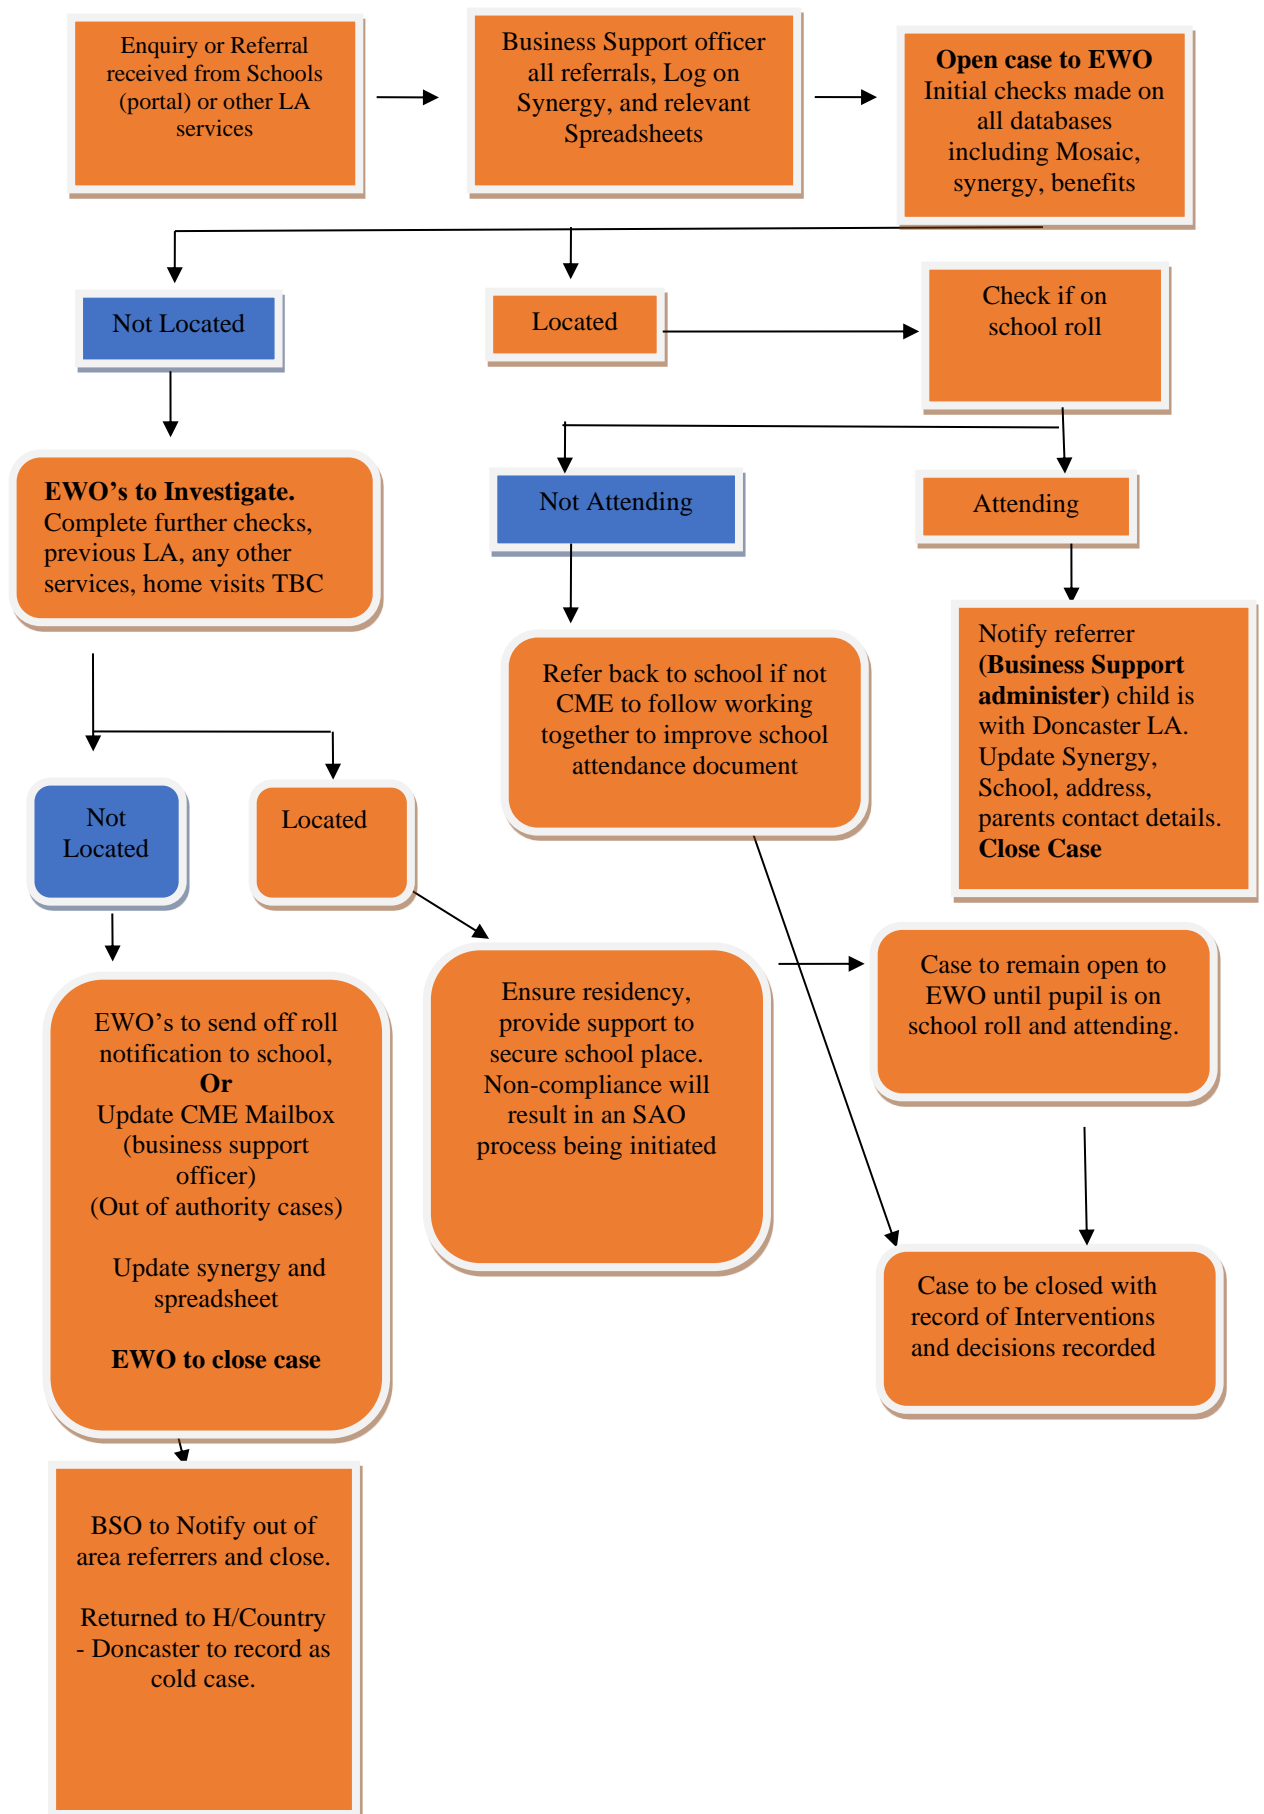 Enquiry or Referral
received from Schools
(portal) or other LA
services
Business Support officer
all referrals, Log on
Synergy, and relevant
Spreadsheets
Open case to EWO
Initial checks made on
all databases
including Mosaic,
synergy, benefits
Not Located
Located
Check if on
school roll
EWO’s to Investigate.
Complete further checks,
previous LA, any other
services, home visits TBC
Not Attending
Attending
Refer back to school if not
CME to follow working
together to improve school
attendance document
Notify referrer
(Business Support
administer) child is
with Doncaster LA.
Update Synergy,
School, address,
parents contact details.
Close Case
Not
Located
Located
EWO’s to send off roll
notification to school,
Or
Update CME Mailbox
(business support
officer)
(Out of authority cases)
Update synergy and
spreadsheet
EWO to close case
Ensure residency,
provide support to
secure school place.
Non-compliance will
result in an SAO
process being initiated
Case to remain open to
EWO until pupil is on
school roll and attending.
Case to be closed with
record of Interventions
and decisions recorded
BSO to Notify out of
area referrers and close.
Returned to H/Country
- Doncaster to record as
cold case.